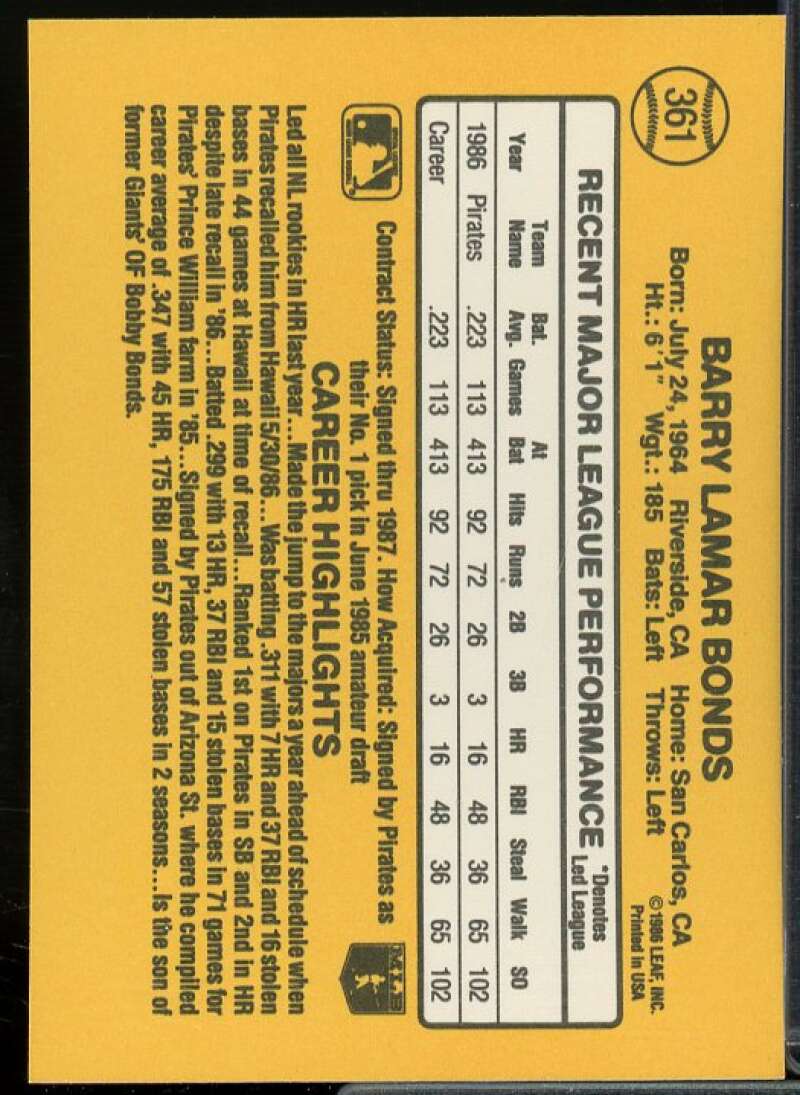 361
BARRY LAMAR BONDS
Born: July 24, 1964 Riverside, CA Home: San Carlos, CA
Ht.: 6'1" Wgt.: 185 Bats: Left Throws: Left
©1986 LEAF, INC.
Printed in USA
RECENT MAJOR LEAGUE PERFORMANCE *Denotes Led League
Year Team Name Bat. Avg. Games At Bat Hits Runs 2B 3B HR RBI Steal Walk SO
1986 Pirates .223 113 413 92 72 26 3 16 48 36 65 102
Career .223 113 413 92 72 26 3 16 48 36 65 102
Contract Status: Signed thru 1987. How Acquired: Signed by Pirates as
their No. 1 pick in June 1985 amateur draft
CAREER HIGHLIGHTS
Led all NL rookies in HR last year...Made the jump to the majors a year ahead of schedule when
Pirates recalled him from Hawaii 5/30/86...Was batting .311 with 7 HR and 37 RBI and 16 stolen
bases in 44 games at Hawaii at time of recall...Ranked 1st on Pirates in SB and 2nd in HR
despite late recall in '86...Batted .299 with 13 HR, 37 RBI and 15 stolen bases in 71 games for
Pirates' Prince William farm in '85...Signed by Pirates out of Arizona St. where he compiled
career average of .347 with 45 HR, 175 RBI and 57 stolen bases in 2 seasons...Is the son of
former Giants' OF Bobby Bonds.